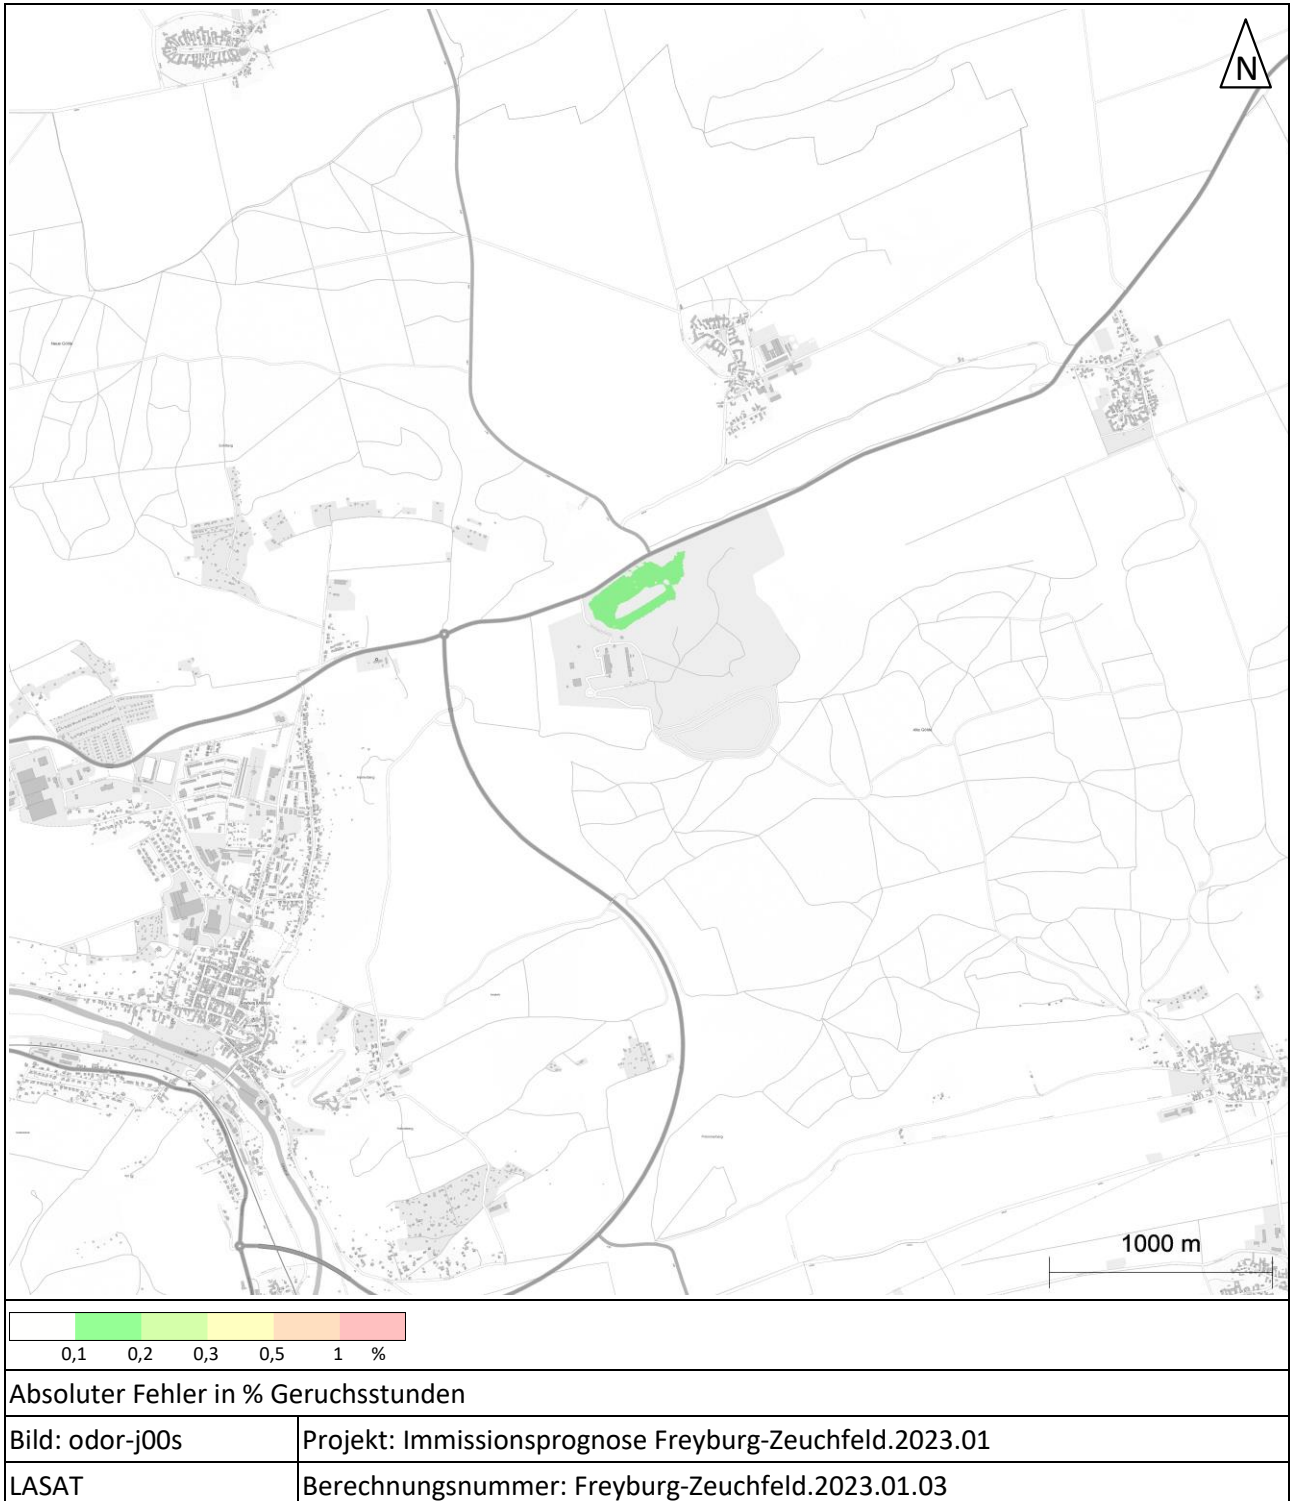 N
1000 m
0,1 0,2 0,3 0,5 1 %
Absoluter Fehler in % Geruchsstunden
Bild: odor-j00s
Projekt: Immissionsprognose Freyburg-Zeuchfeld.2023.01
LASAT
Berechnungsnummer: Freyburg-Zeuchfeld.2023.01.03